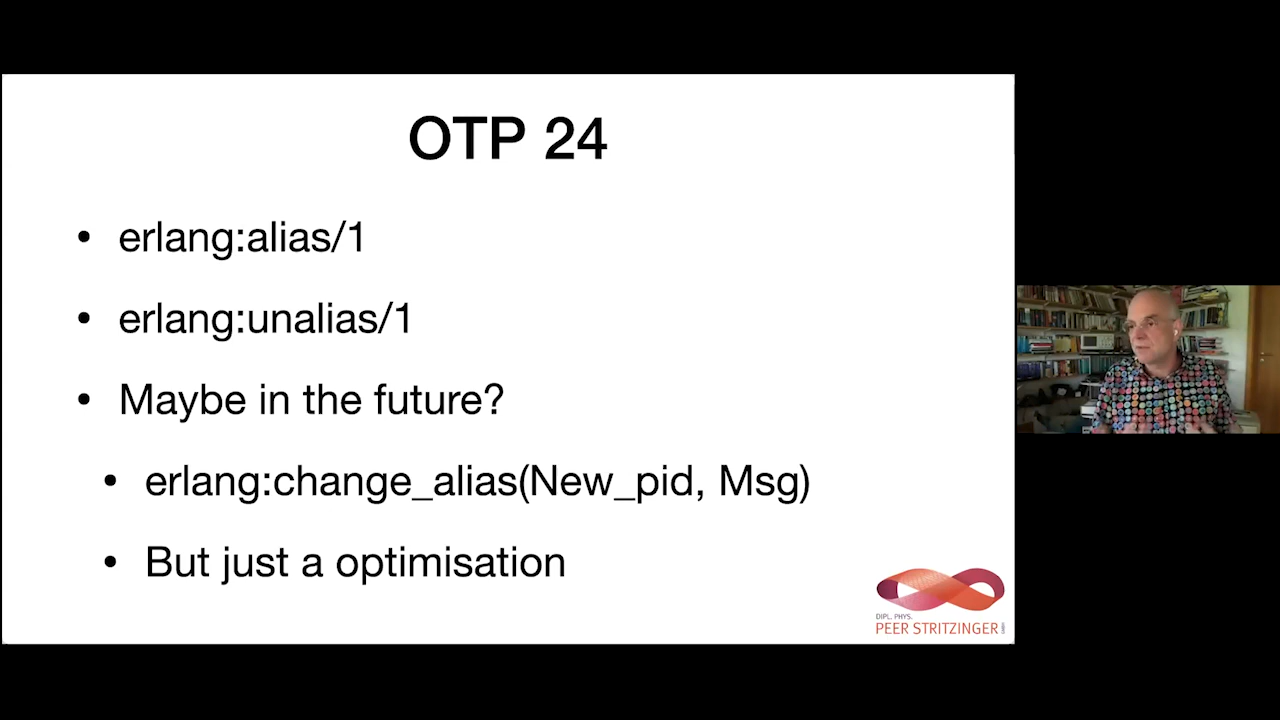 OTP 24
• erlang:alias/1
• erlang:unalias/1
• Maybe in the future?
• erlang:change_alias(New_pid, Msg)
• But just a optimisation
DIPL. PHYS.
PEER STRITZINGER GMBH